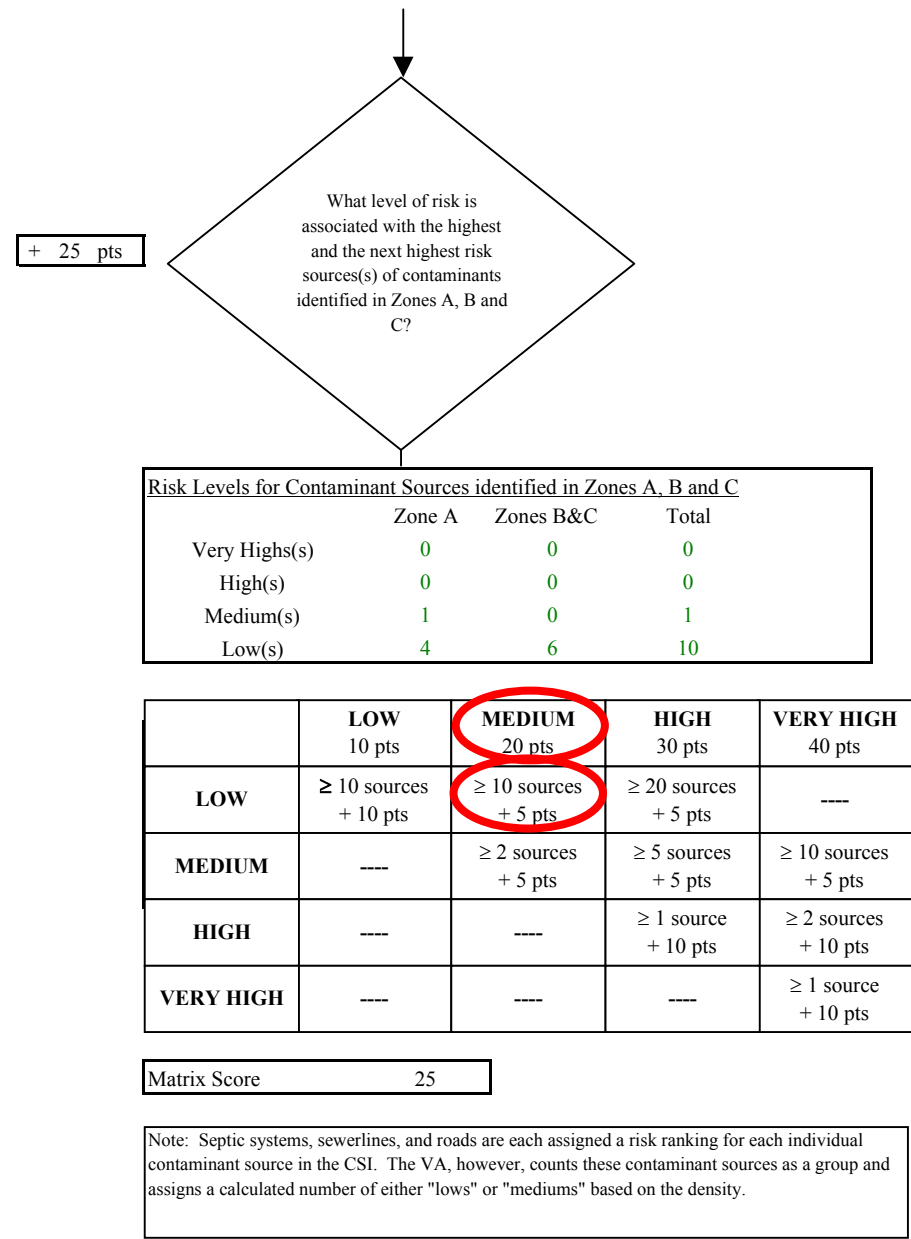 What level of risk is
associated with the highest
and the next highest risk
sources(s) of contaminants
identified in Zones A, B and
C?
+ 25 pts
Risk Levels for Contaminant Sources identified in Zones A, B and C
Zone A Zones B&C Total
Very Highs(s) 0 0 0
High(s) 0 0 0
Medium(s) 1 0 1
Low(s) 4 6 10
LOW MEDIUM HIGH VERY HIGH
10 pts 20 pts 30 pts 40 pts
LOW ≥ 10 sources ≥ 10 sources ≥ 20 sources ----
+ 10 pts + 5 pts + 5 pts
MEDIUM ---- ≥ 2 sources ≥ 5 sources ≥ 10 sources
+ 5 pts + 5 pts + 5 pts
HIGH ---- ---- ≥ 1 source ≥ 2 sources
+ 10 pts + 10 pts
VERY HIGH ---- ---- ---- ≥ 1 source
+ 10 pts
Matrix Score 25
Note: Septic systems, sewerlines, and roads are each assigned a risk ranking for each individual
contaminant source in the CSI. The VA, however, counts these contaminant sources as a group and
assigns a calculated number of either "lows" or "mediums" based on the density.